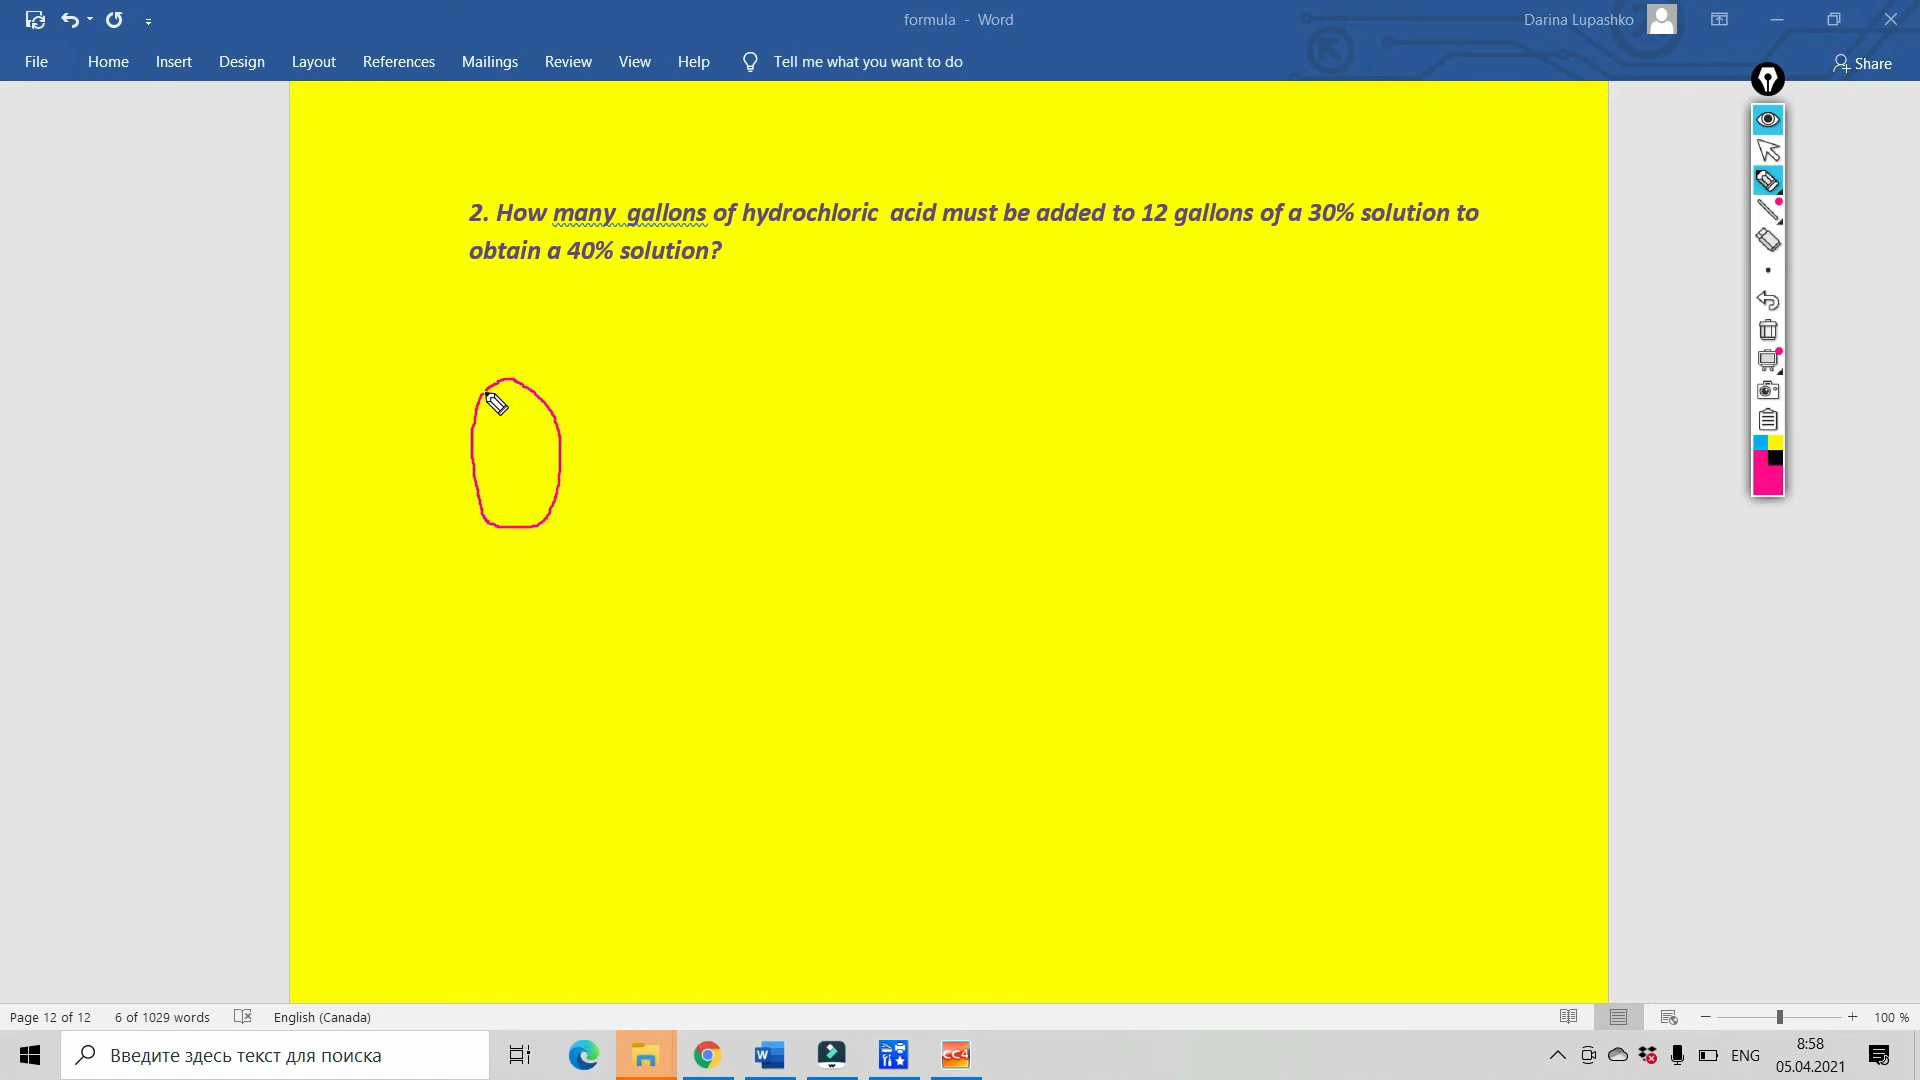 formula - Word
Darina Lupashko
File Home Insert Design Layout References Mailings Review View Help Tell me what you want to do
Share
2. How many gallons of hydrochloric acid must be added to 12 gallons of a 30% solution to
obtain a 40% solution?
Page 12 of 12 6 of 1029 words English (Canada)
100 %
Введите здесь текст для поиска
W
CC4
ENG
8:58
05.04.2021